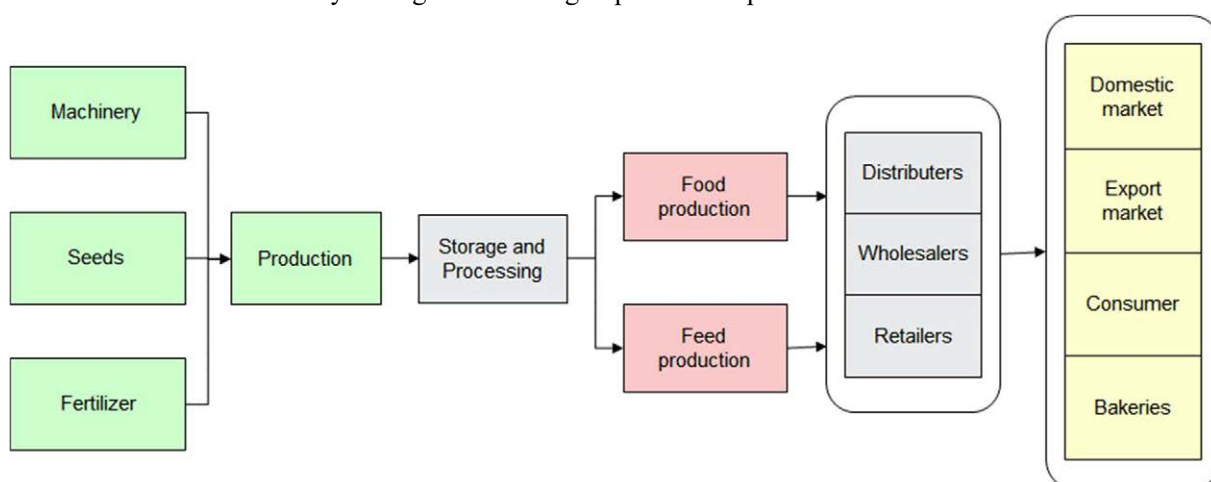 Machinery
Seeds
Fertilizer
Production
Storage and
Processing
Food
production
Feed
production
Distributers
Wholesalers
Retailers
Domestic
market
Export
market
Consumer
Bakeries